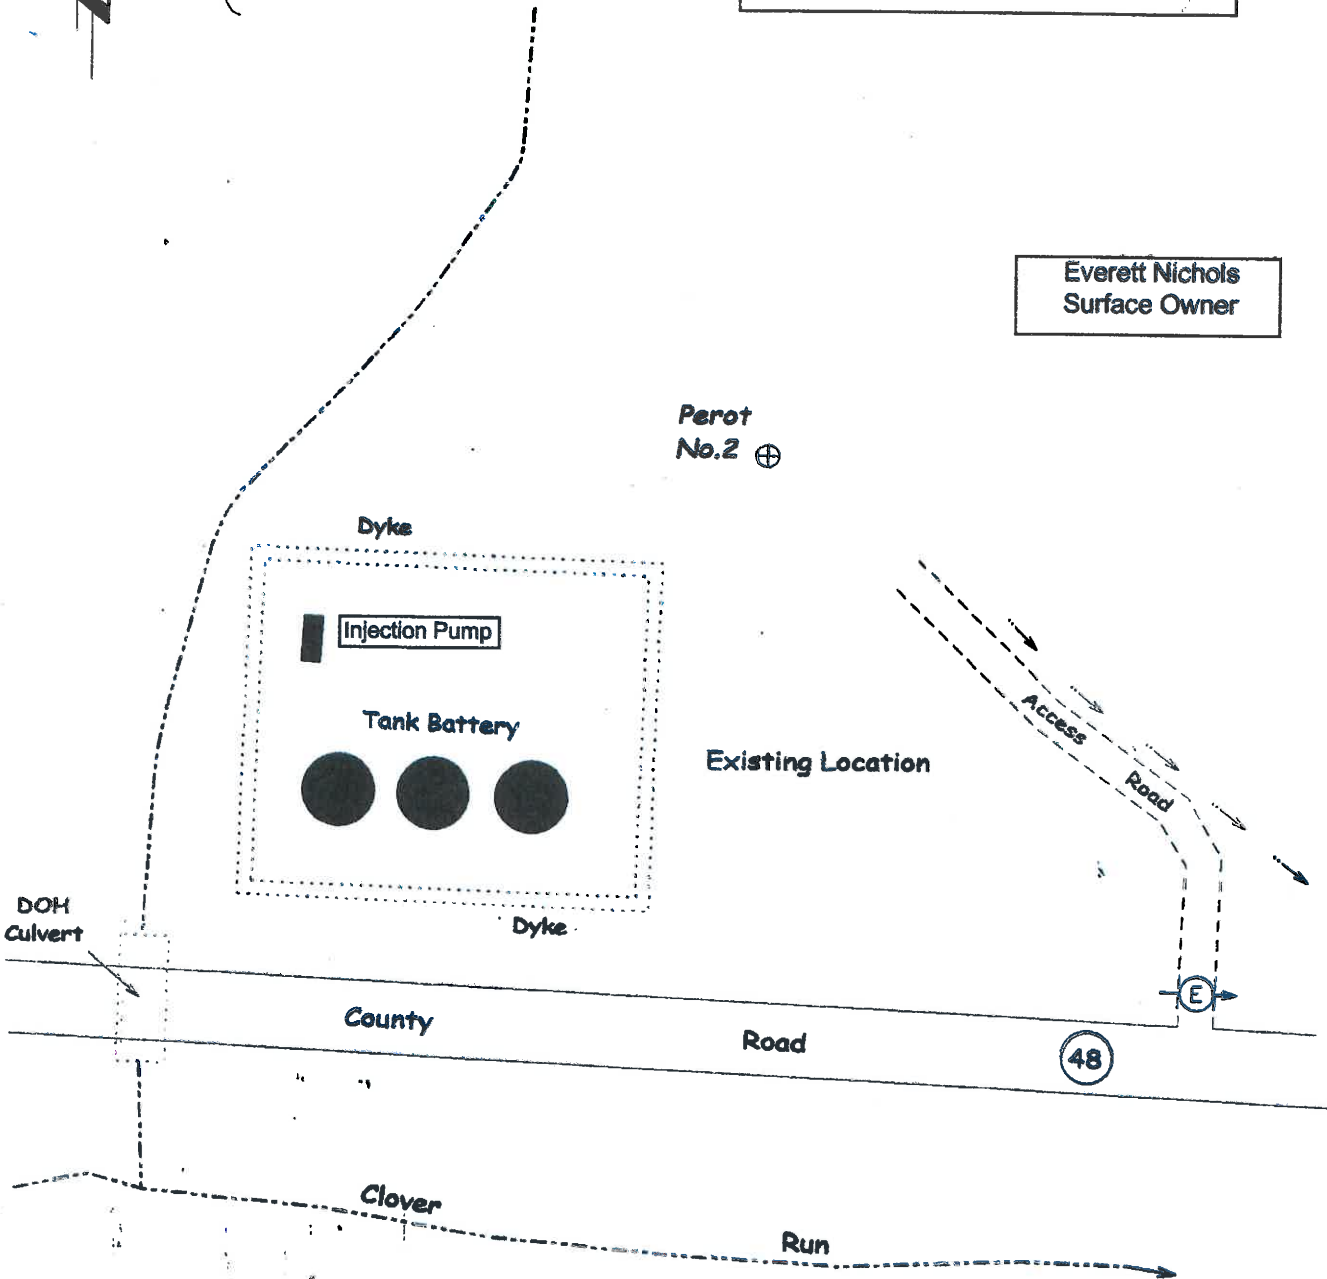 Everett Nichols
Surface Owner
Perot
No.2
Dyke
Injection Pump
Tank Battery
Existing Location
Access
Road
DOH
Culvert
Dyke
E
County Road
48
Clover Run